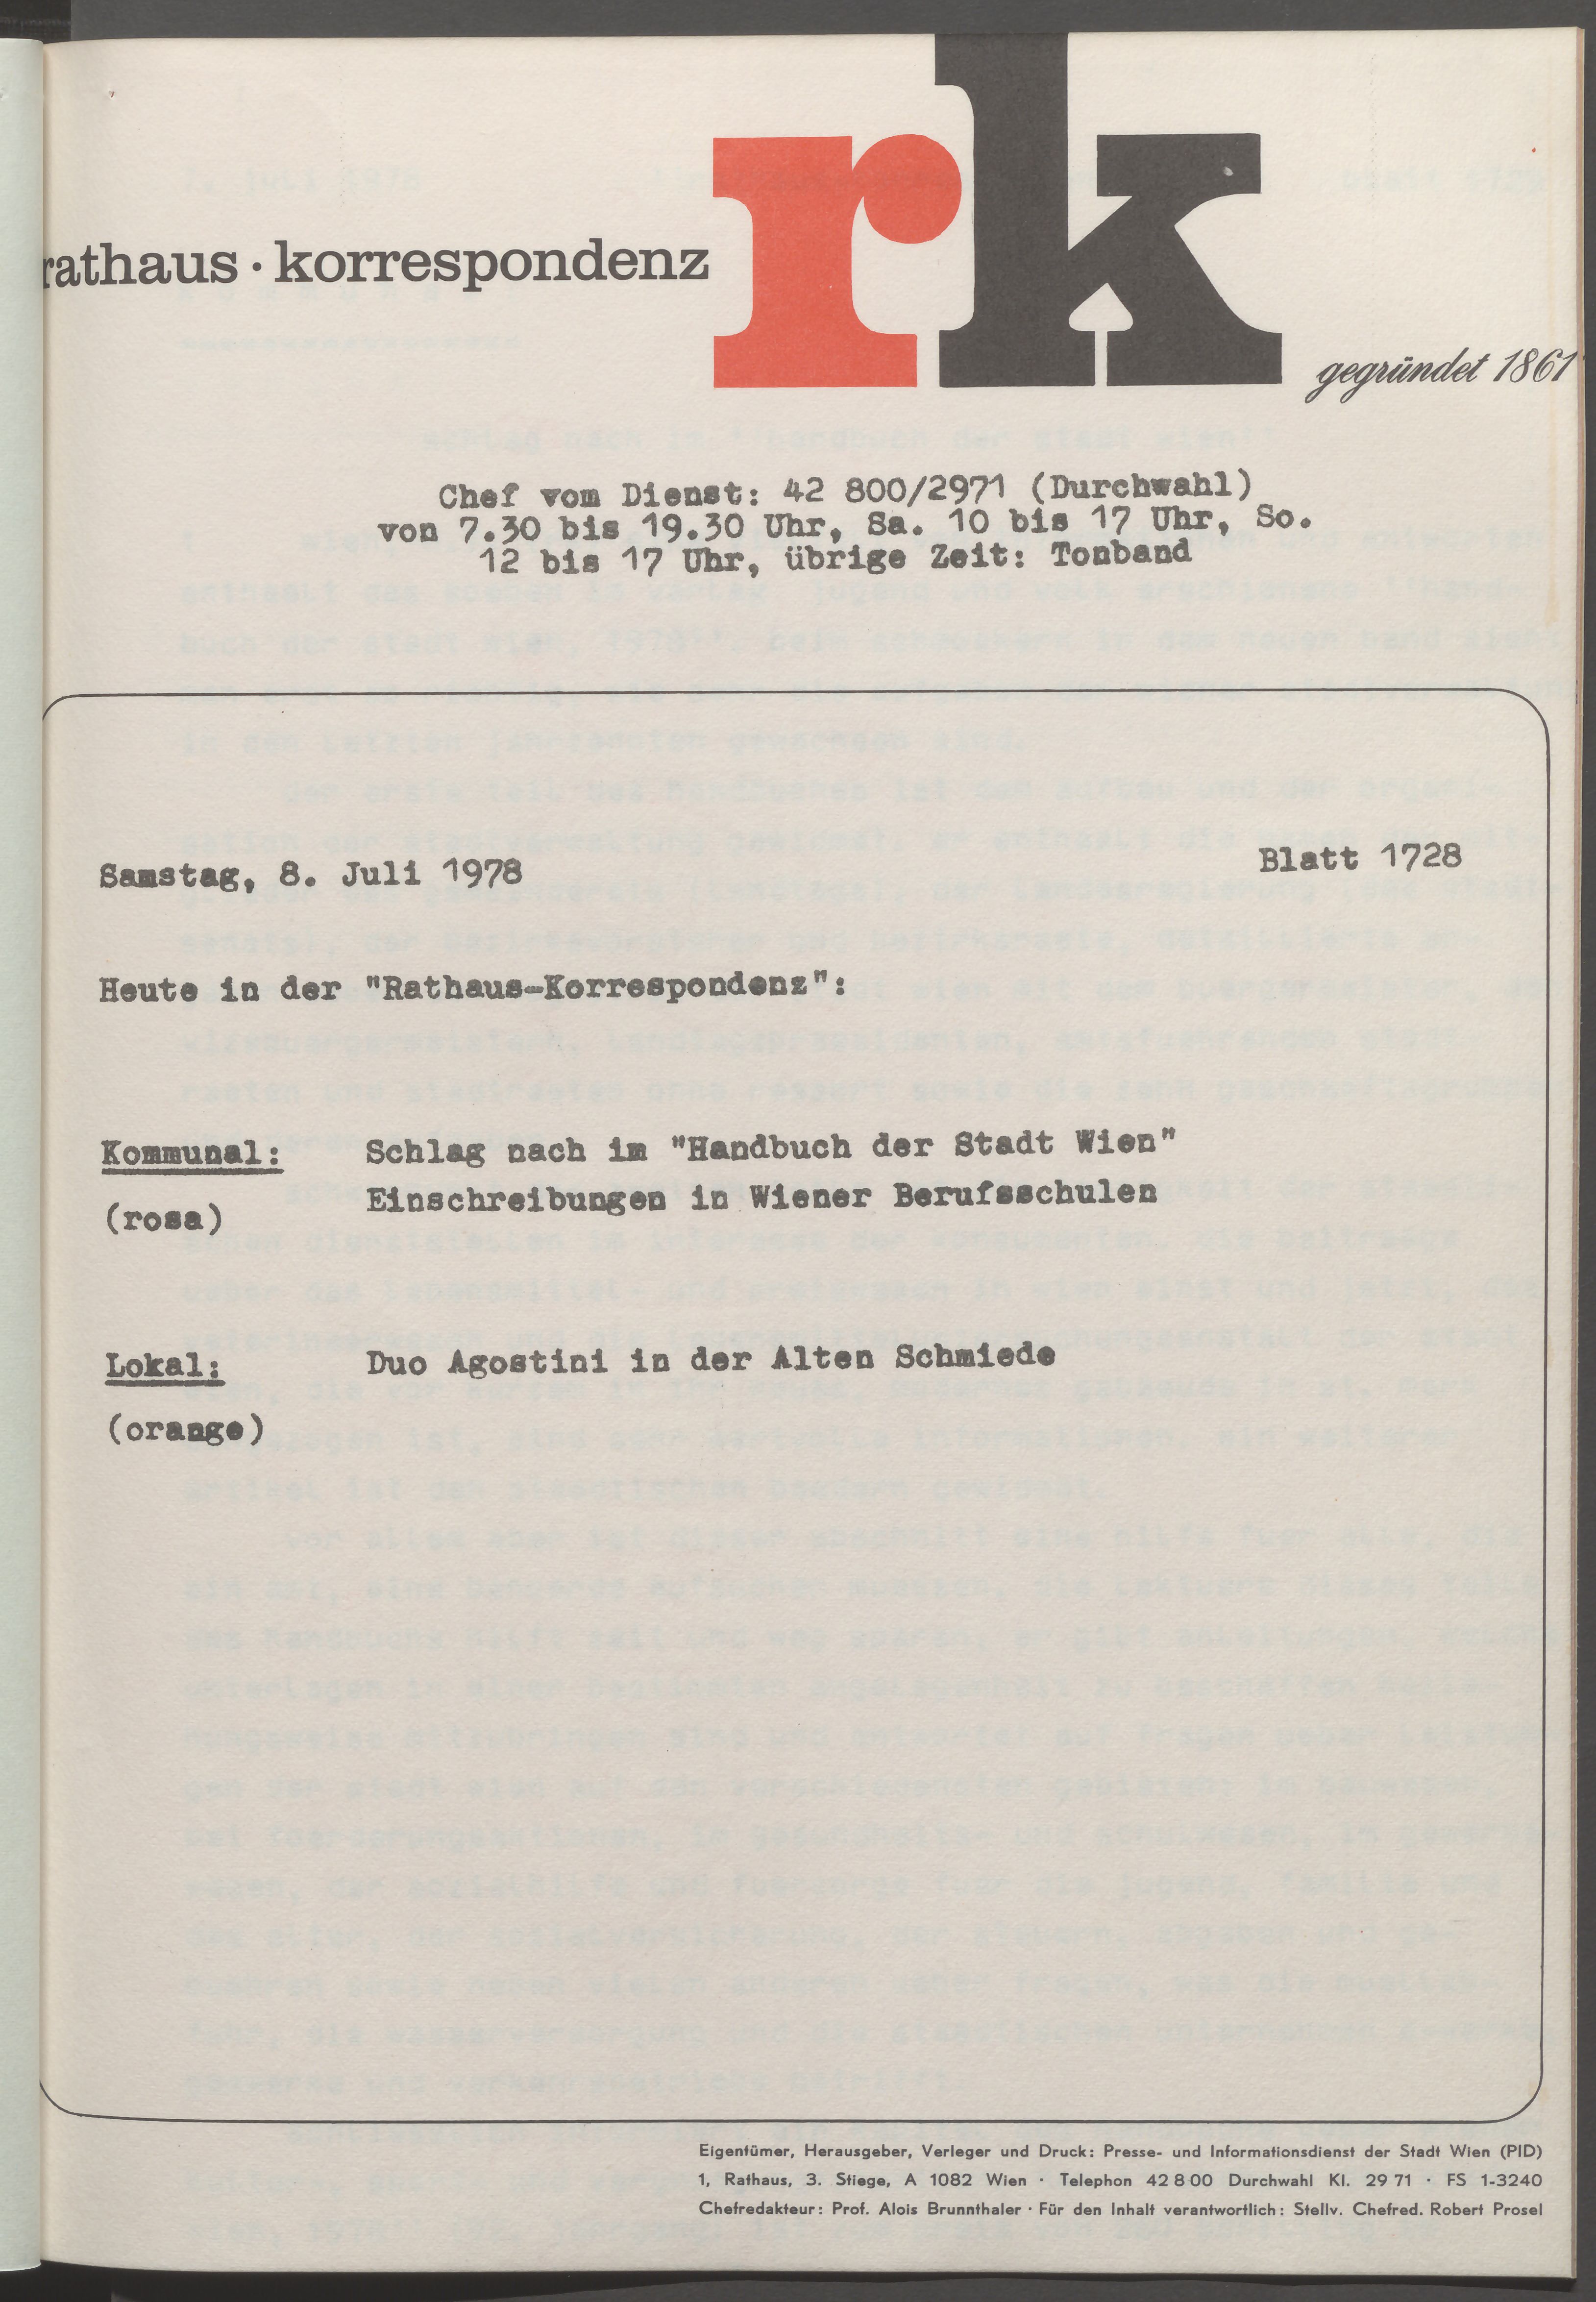 rk
rathaus · korrespondenz
gegründet 1861
Chef vom Dienst: 42 800/2971 (Durchwahl)
von 7.30 bis 19.30 Uhr, Sa. 10 bis 17 Uhr, So.
12 bis 17 Uhr, übrige Zeit: Tonband
Samstag, 8. Juli 1978 Blatt 1728
Heute in der "Rathaus-Korrespondenz":
Kommunal: Schlag nach im "Handbuch der Stadt Wien"
(rosa) Einschreibungen in Wiener Berufsschulen
Lokal: Duo Agostini in der Alten Schmiede
(orange)
Eigentümer, Herausgeber, Verleger und Druck: Presse- und Informationsdienst der Stadt Wien (PID)
1, Rathaus, 3. Stiege, A 1082 Wien · Telephon 42 8 00 Durchwahl Kl. 29 71 · FS 1-3240
Chefredakteur: Prof. Alois Brunnthaler · Für den Inhalt verantwortlich: Stellv. Chefred. Robert Prosel